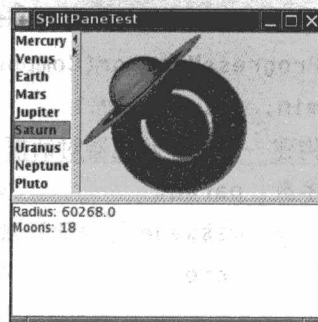 SplitPaneTest
Mercury
Venus
Earth
Mars
Jupiter
Saturn
Uranus
Neptune
Pluto
Radius: 60268.0
Moons: 18